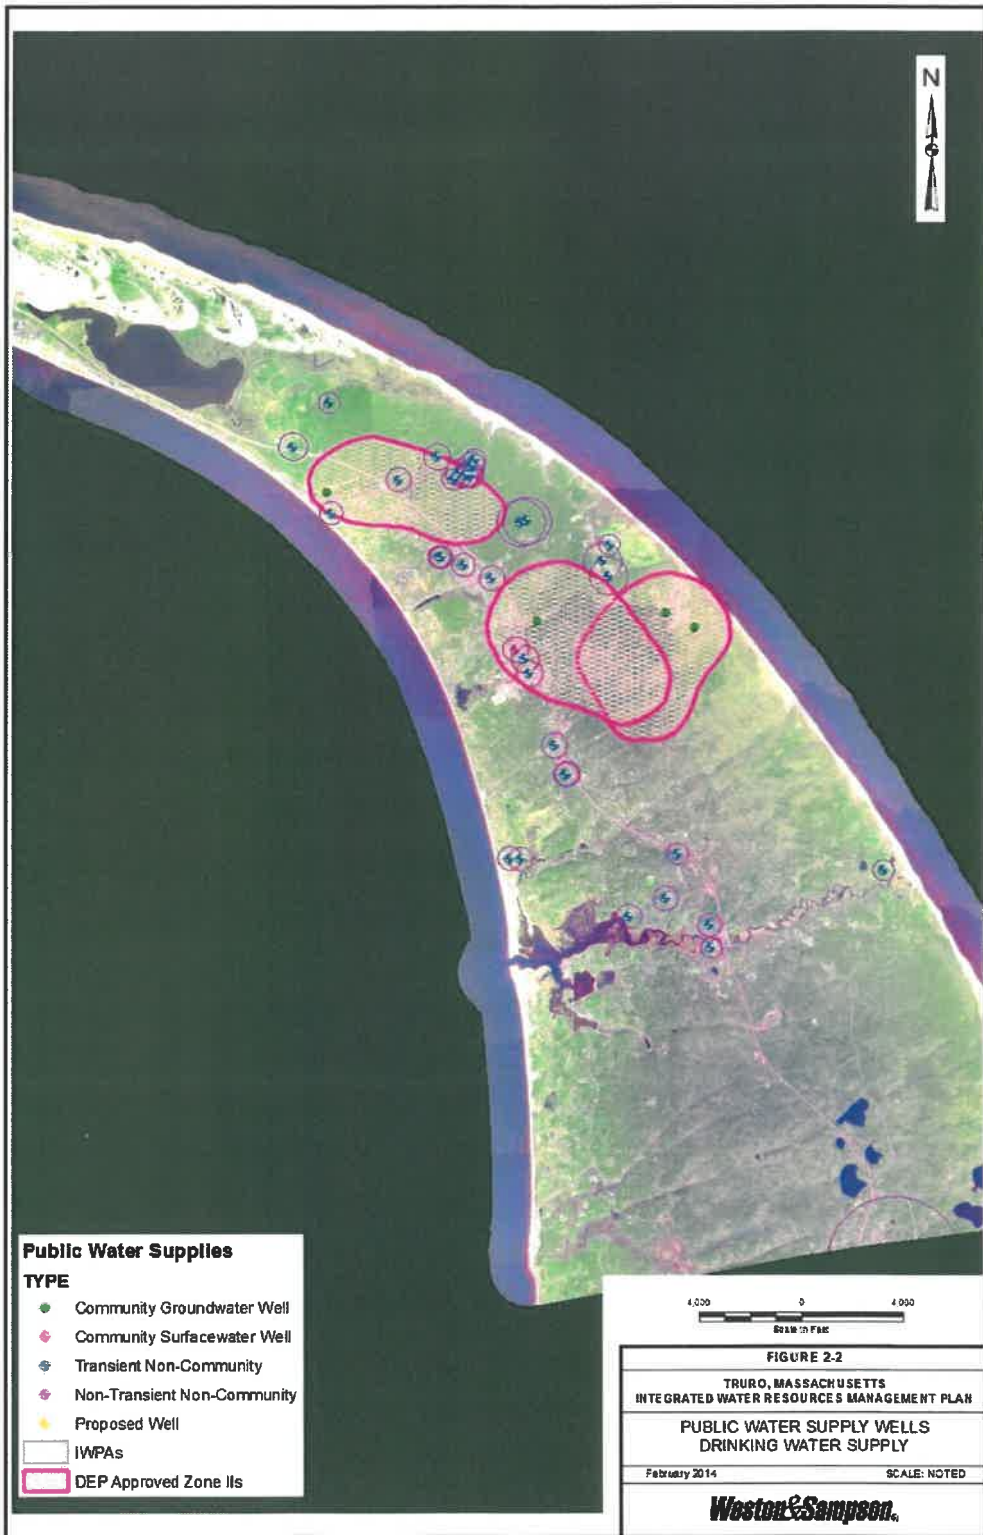 N
Public Water Supplies
TYPE
Community Groundwater Well
Community Surfacewater Well
Transient Non-Community
Non-Transient Non-Community
Proposed Well
IWPAs
DEP Approved Zone IIs
4,000 0 4,000
Scale in Feet
FIGURE 2-2
TRURO, MASSACHUSETTS
INTEGRATED WATER RESOURCES MANAGEMENT PLAN
PUBLIC WATER SUPPLY WELLS
DRINKING WATER SUPPLY
February 2014 SCALE: NOTED
Weston&Sampson